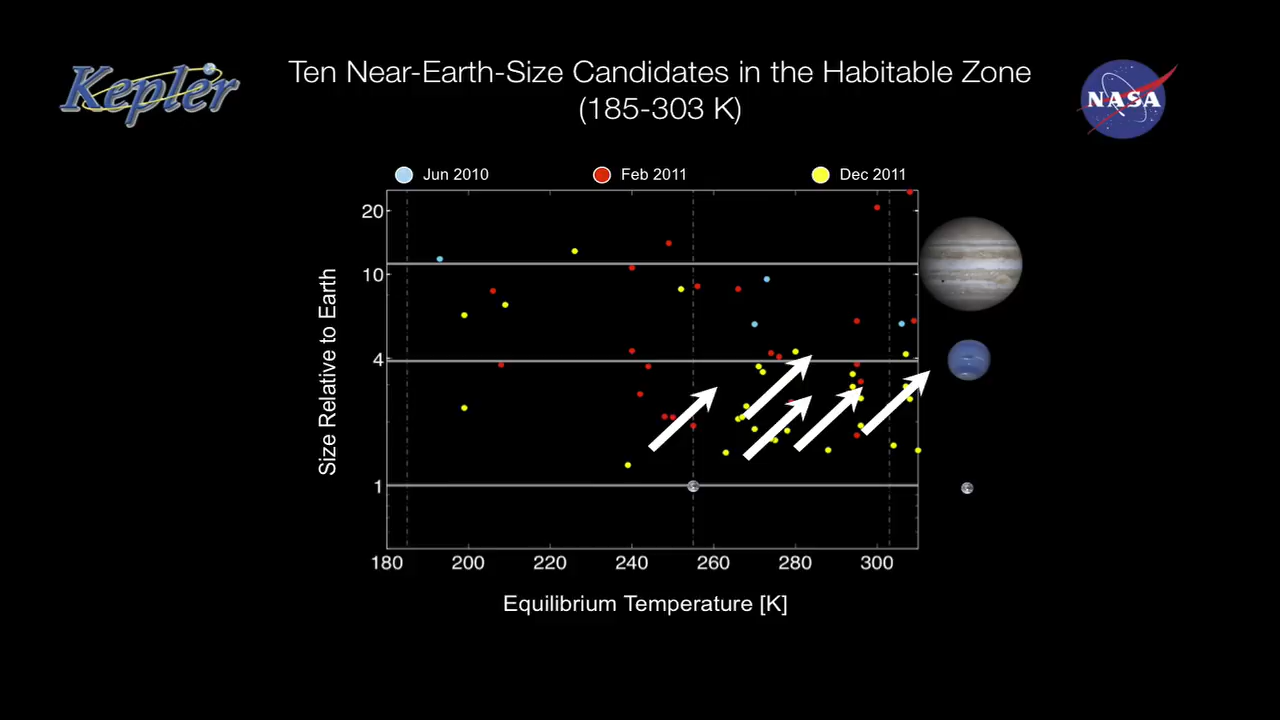 Kepler
Ten Near-Earth-Size Candidates in the Habitable Zone
(185-303 K)
NASA
Jun 2010
Feb 2011
Dec 2011
20
10
4
1
Size Relative to Earth
180 200 220 240 260 280 300
Equilibrium Temperature [K]